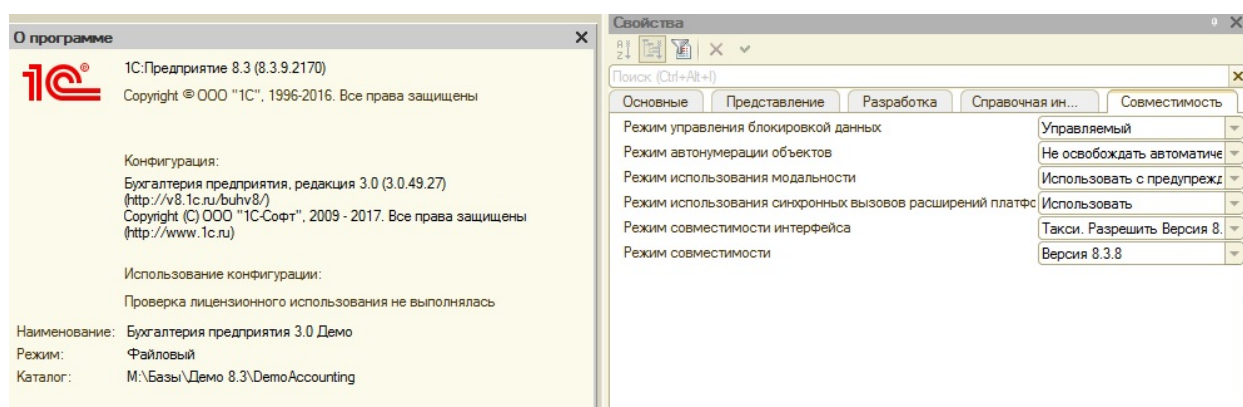 О программе
1С®
1С:Предприятие 8.3 (8.3.9.2170)
Copyright © ООО "1С", 1996-2016. Все права защищены
Конфигурация:
Бухгалтерия предприятия, редакция 3.0 (3.0.49.27)
(http://v8.1c.ru/buhv8/)
Copyright (С) ООО "1С-Софт", 2009 - 2017. Все права защищены
(http://www.1c.ru)
Использование конфигурации:
Проверка лицензионного использования не выполнялась
Наименование: Бухгалтерия предприятия 3.0 Демо
Режим: Файловый
Каталог: M:\Базы\Демо 8.3\DemoAccounting
Свойства
Поиск (Ctrl+Alt+I)
Основные Представление Разработка Справочная ин... Совместимость
Режим управления блокировкой данных Управляемый
Режим автонумерации объектов Не освобождать автоматиче
Режим использования модальности Использовать с предупрежд
Режим использования синхронных вызовов расширений платфо Использовать
Режим совместимости интерфейса Такси. Разрешить Версия 8.
Режим совместимости Версия 8.3.8